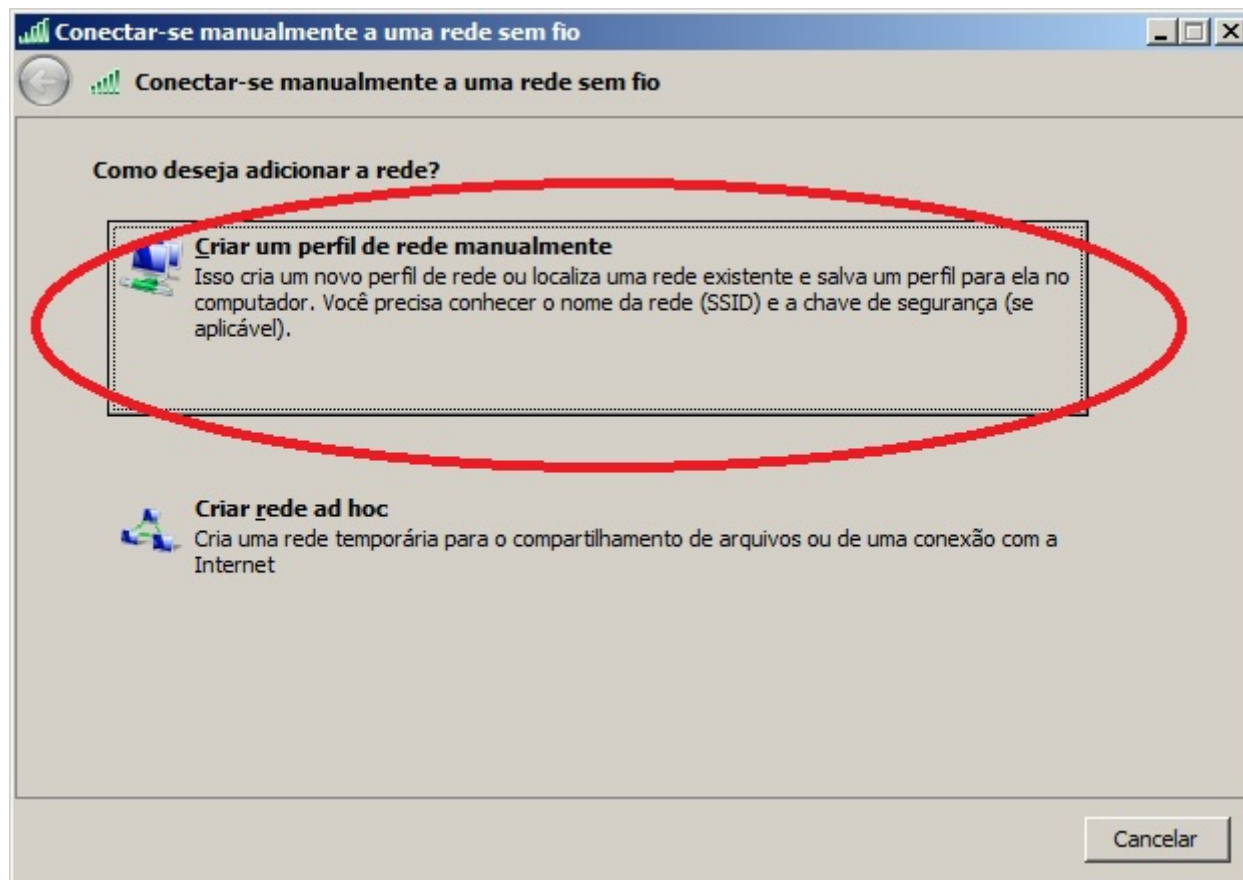 Conectar-se manualmente a uma rede sem fio
Conectar-se manualmente a uma rede sem fio
Como deseja adicionar a rede?
Criar um perfil de rede manualmente
Isso cria um novo perfil de rede ou localiza uma rede existente e salva um perfil para ela no
computador. Você precisa conhecer o nome da rede (SSID) e a chave de segurança (se
aplicável).
Criar rede ad hoc
Cria uma rede temporária para o compartilhamento de arquivos ou de uma conexão com a
Internet
Cancelar